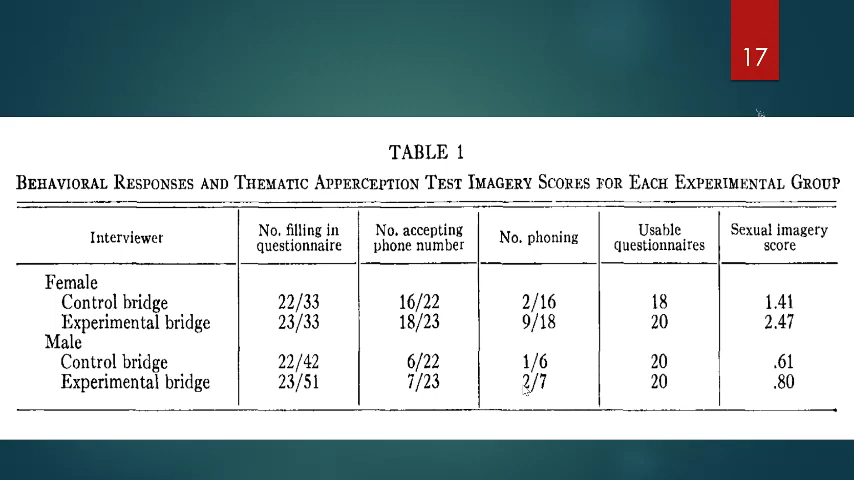 17
TABLE 1
BEHAVIORAL RESPONSES AND THEMATIC APPERCEPTION TEST IMAGERY SCORES FOR EACH EXPERIMENTAL GROUP
Interviewer No. filling in questionnaire No. accepting phone number No. phoning Usable questionnaires Sexual imagery score
Female
Control bridge 22/33 16/22 2/16 18 1.41
Experimental bridge 23/33 18/23 9/18 20 2.47
Male
Control bridge 22/42 6/22 1/6 20 .61
Experimental bridge 23/51 7/23 2/7 20 .80